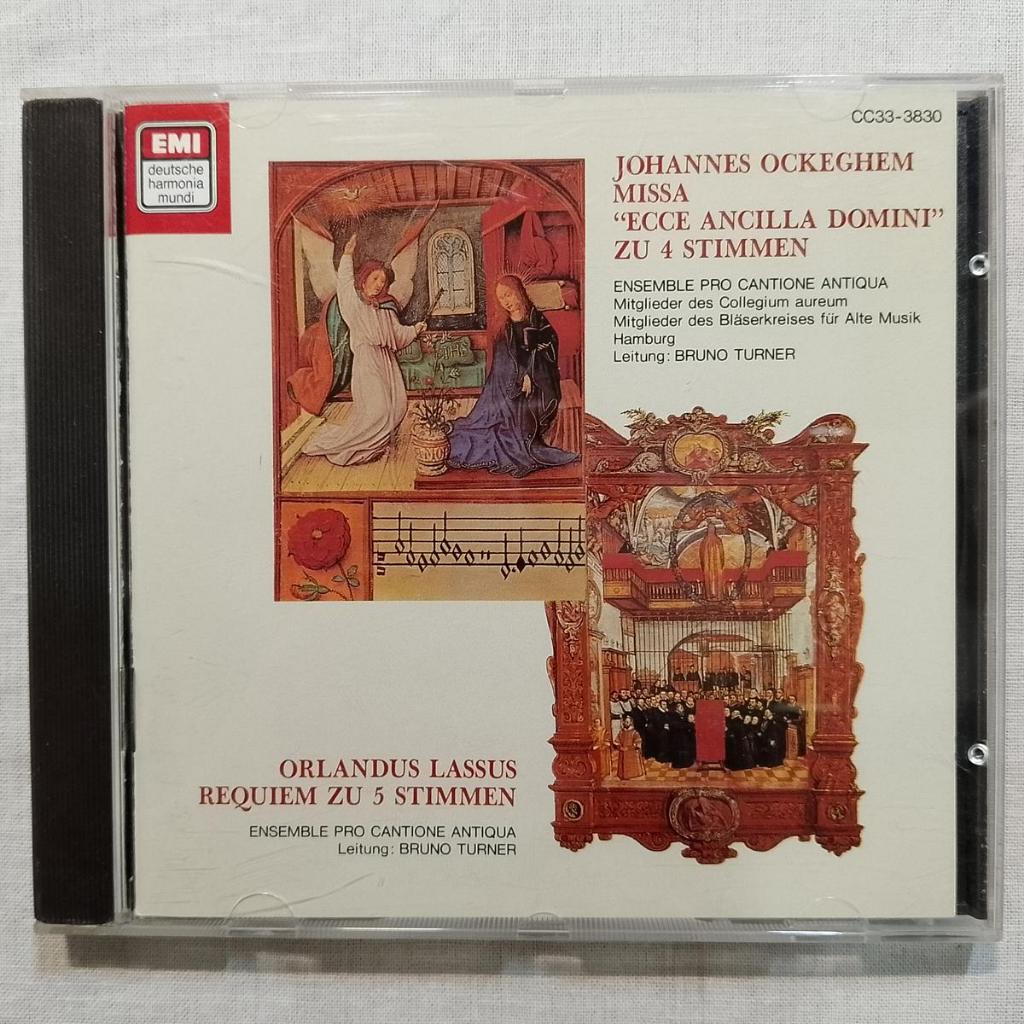 EMI
deutsche
harmonia
mundi
CC33-3830
JOHANNES OCKEGHEM
MISSA
“ECCE ANCILLA DOMINI”
ZU 4 STIMMEN
ENSEMBLE PRO CANTIONE ANTIQUA
Mitglieder des Collegium aureum
Mitglieder des Bläserkreises für Alte Musik
Hamburg
Leitung: BRUNO TURNER
ORLANDUS LASSUS
REQUIEM ZU 5 STIMMEN
ENSEMBLE PRO CANTIONE ANTIQUA
Leitung: BRUNO TURNER